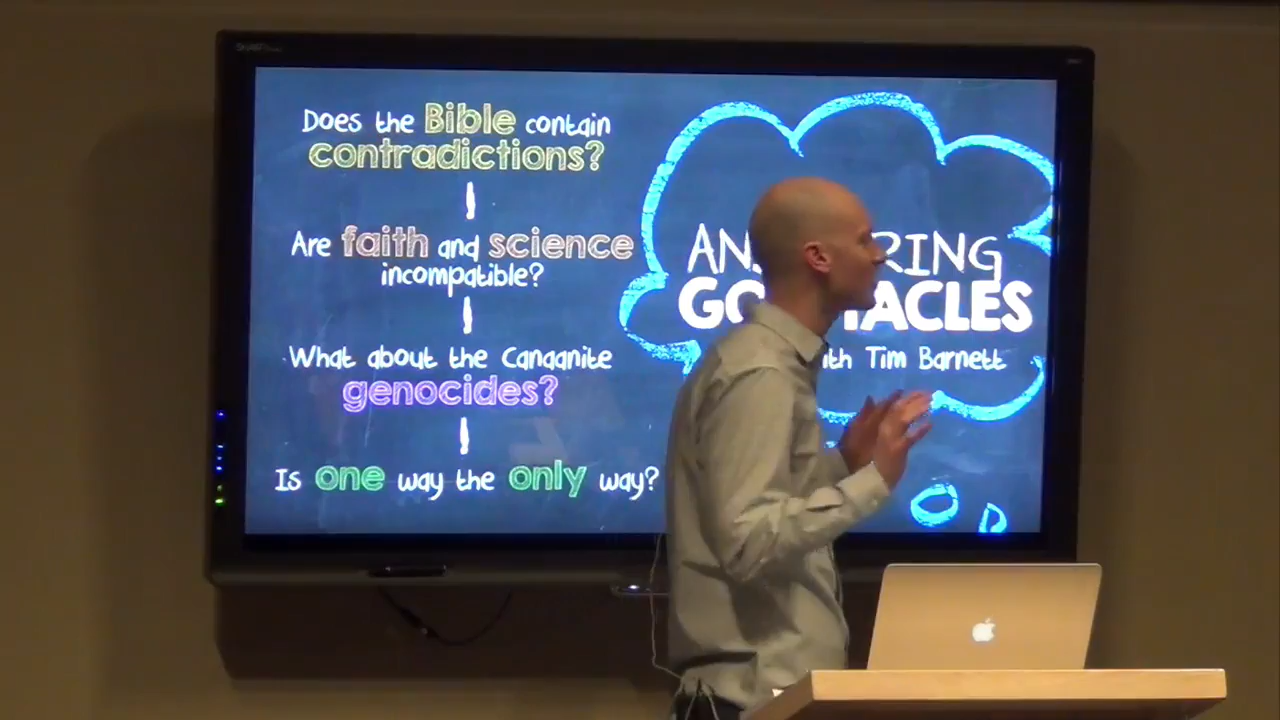 Does the Bible contain
contradictions?
Are faith and science
incompatible?
What about the Canaanite
genocides?
Is one way the only way?
AN RING
GO TACLES
ith Tim Barnett